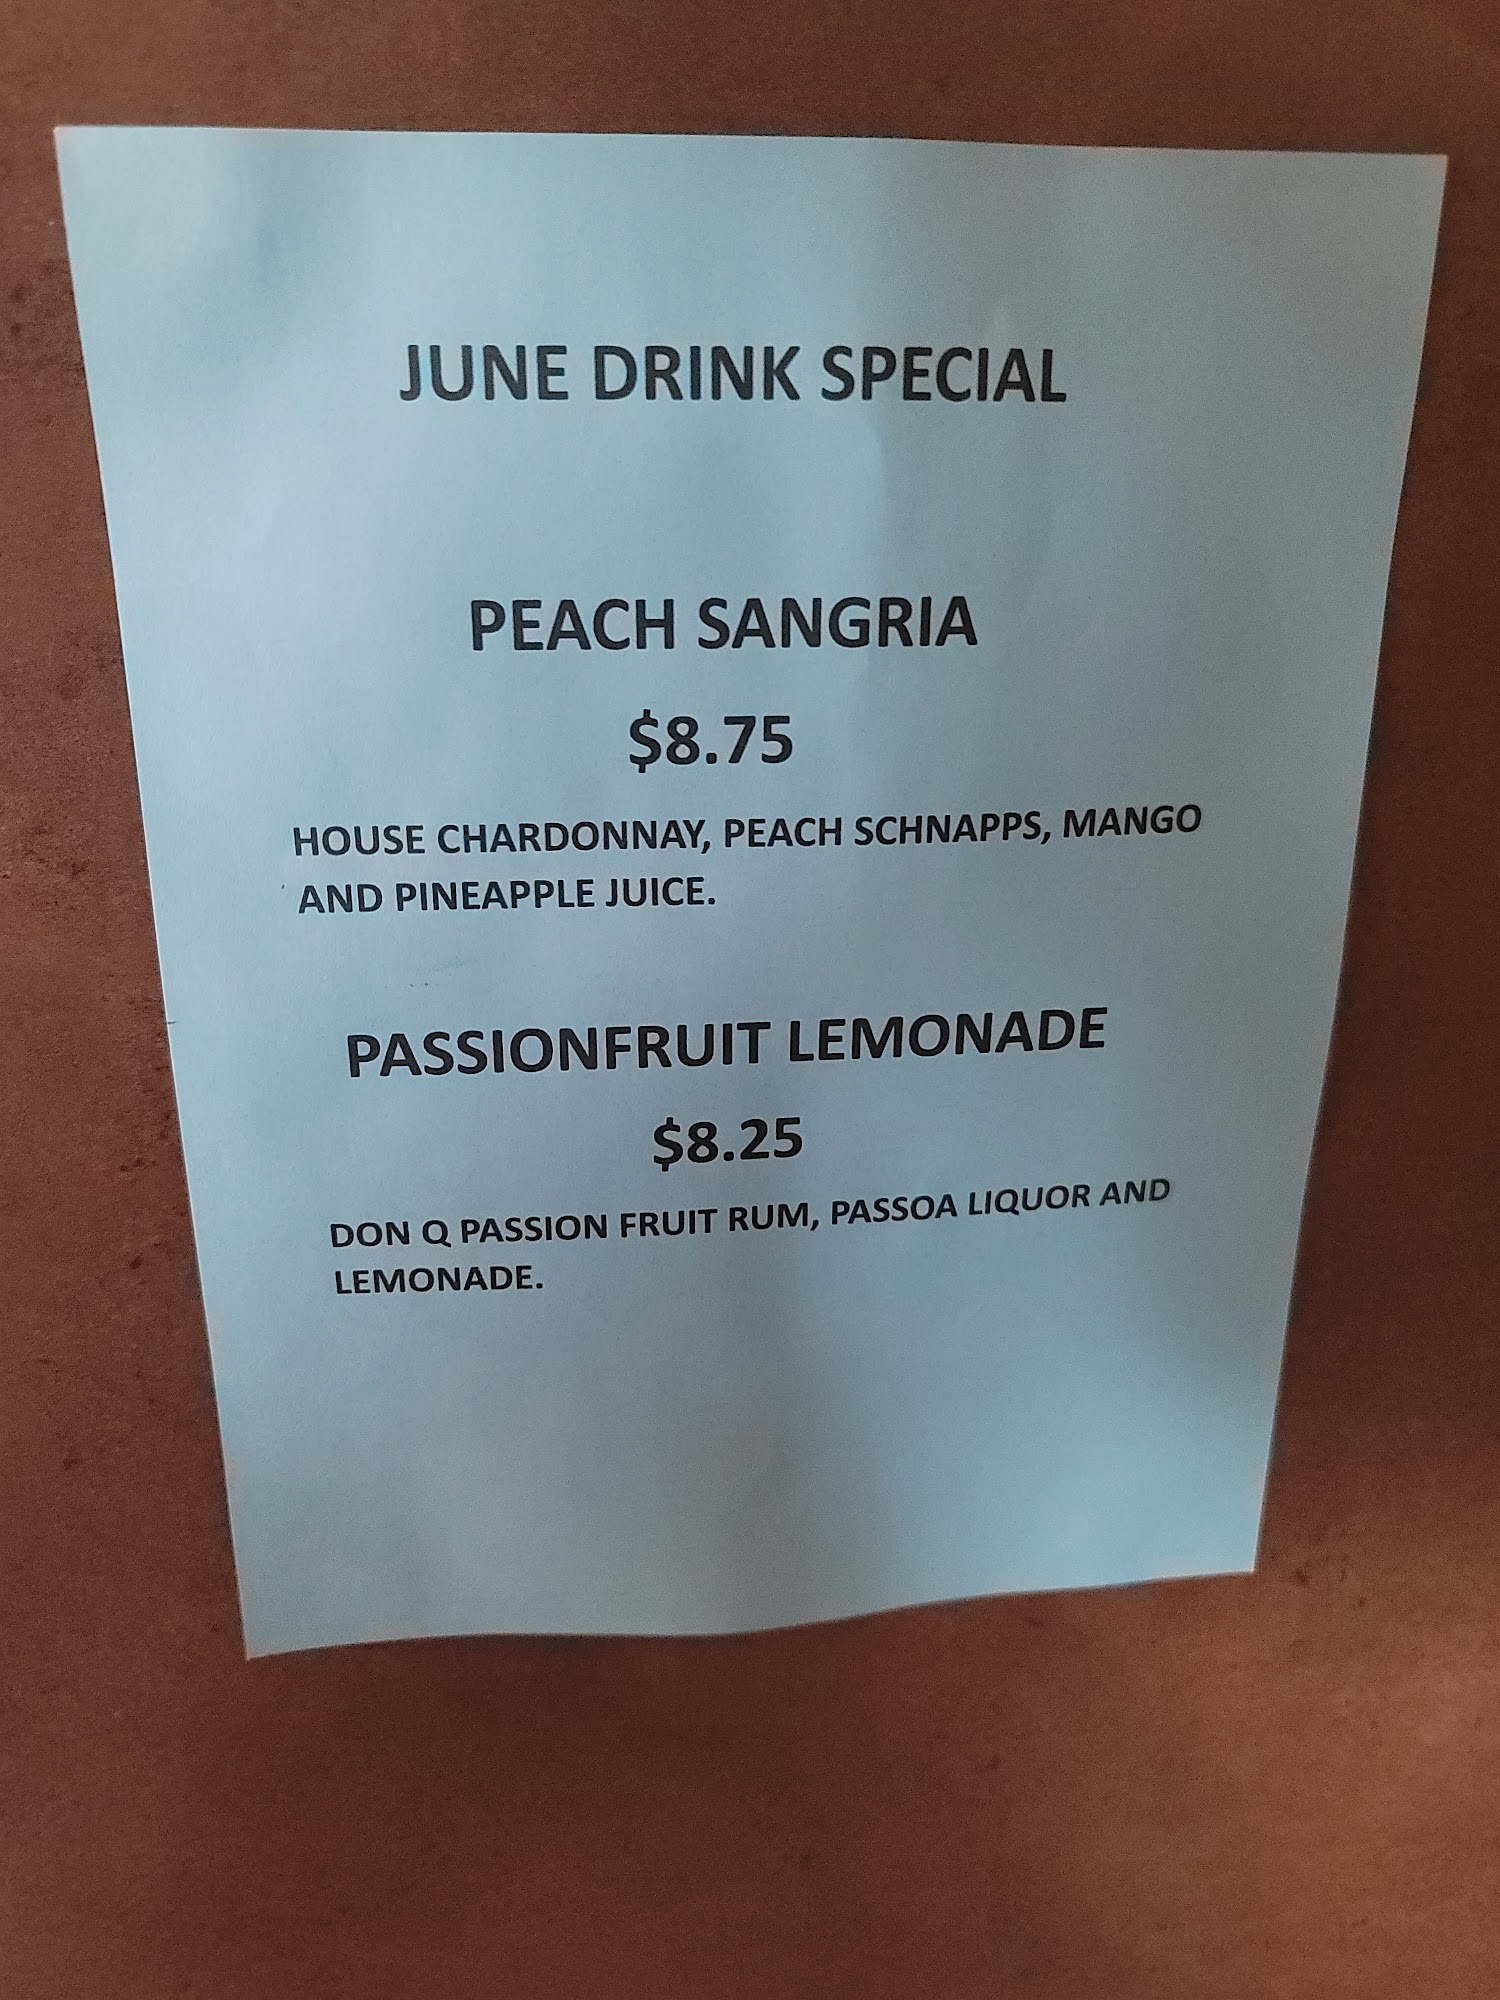 JUNE DRINK SPECIAL
PEACH SANGRIA
$8.75
HOUSE CHARDONNAY, PEACH SCHNAPPS, MANGO
AND PINEAPPLE JUICE.
PASSIONFRUIT LEMONADE
$8.25
DON Q PASSION FRUIT RUM, PASSOA LIQUOR AND
LEMONADE.